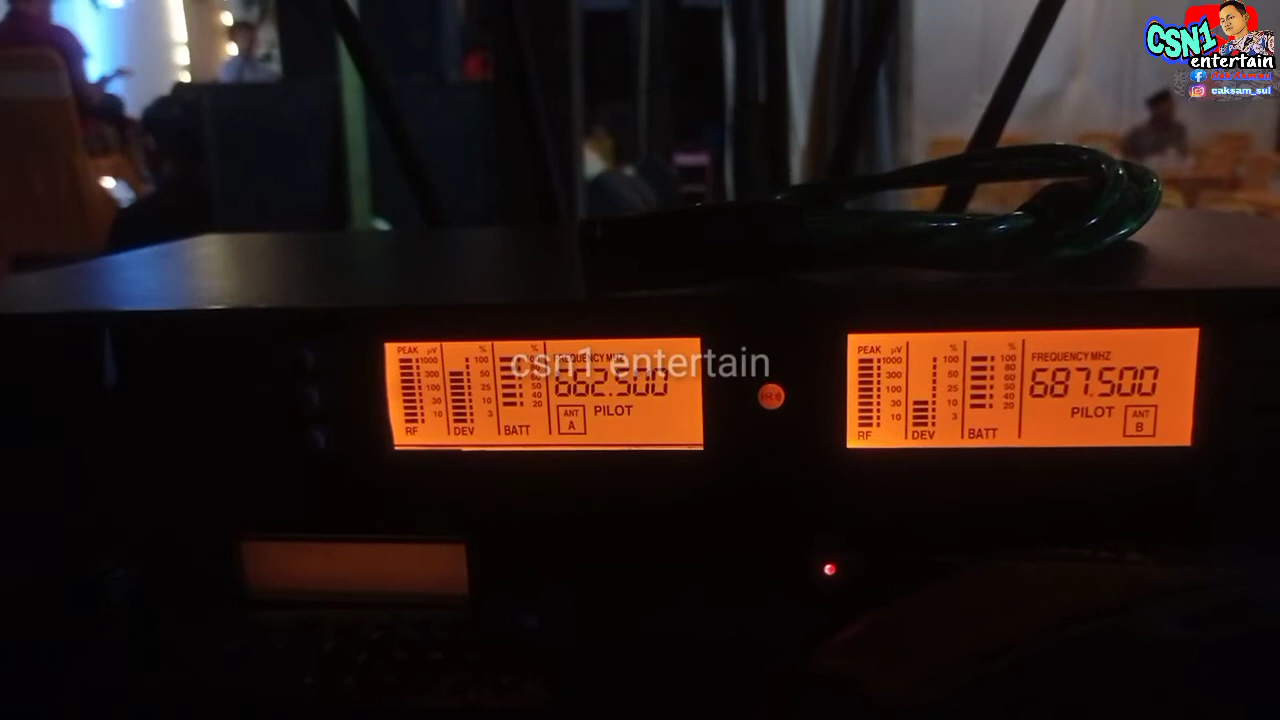 CSN1
entertain
caksam_sul
csn1 entertain
PEAK µV % %
1000 100 100
300 50 80
100 25 60
30 10 40
10 3 20
RF DEV BATT
FREQUENCY MHZ
662.500
PILOT
ANT
A
PEAK µV % %
1000 100 100
300 50 80
100 25 60
30 10 40
10 3 20
RF DEV BATT
FREQUENCY MHZ
687.500
PILOT
ANT
B